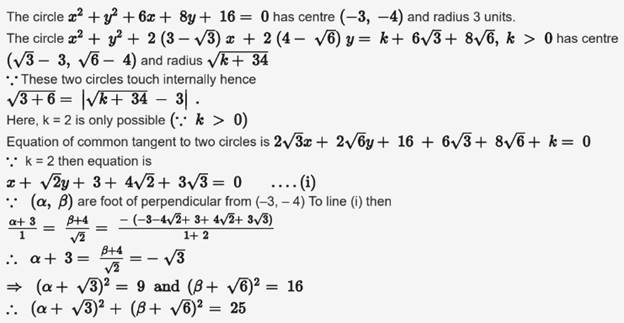 The circle x² + y² + 6x + 8y + 16 = 0 has centre (−3, −4) and radius 3 units.
The circle x² + y² + 2 (3 − √3) x + 2 (4 − √6) y = k + 6√3 + 8√6, k > 0 has centre
(√3 − 3, √6 − 4) and radius √(k + 34)
∵ These two circles touch internally hence
√(3 + 6) = |√(k + 34) − 3| .
Here, k = 2 is only possible (∵ k > 0)
Equation of common tangent to two circles is 2√3x + 2√6y + 16 + 6√3 + 8√6 + k = 0
∵ k = 2 then equation is
x + √2y + 3 + 4√2 + 3√3 = 0 ....(i)
∵ (α, β) are foot of perpendicular from (−3, − 4) To line (i) then
(α + 3)/1 = (β+4)/√2 = − (−3−4√2 + 3 + 4√2 + 3√3)/(1 + 2)
∴ α + 3 = (β+4)/√2 = − √3
⇒ (α + √3)² = 9 and (β + √6)² = 16
∴ (α + √3)² + (β + √6)² = 25